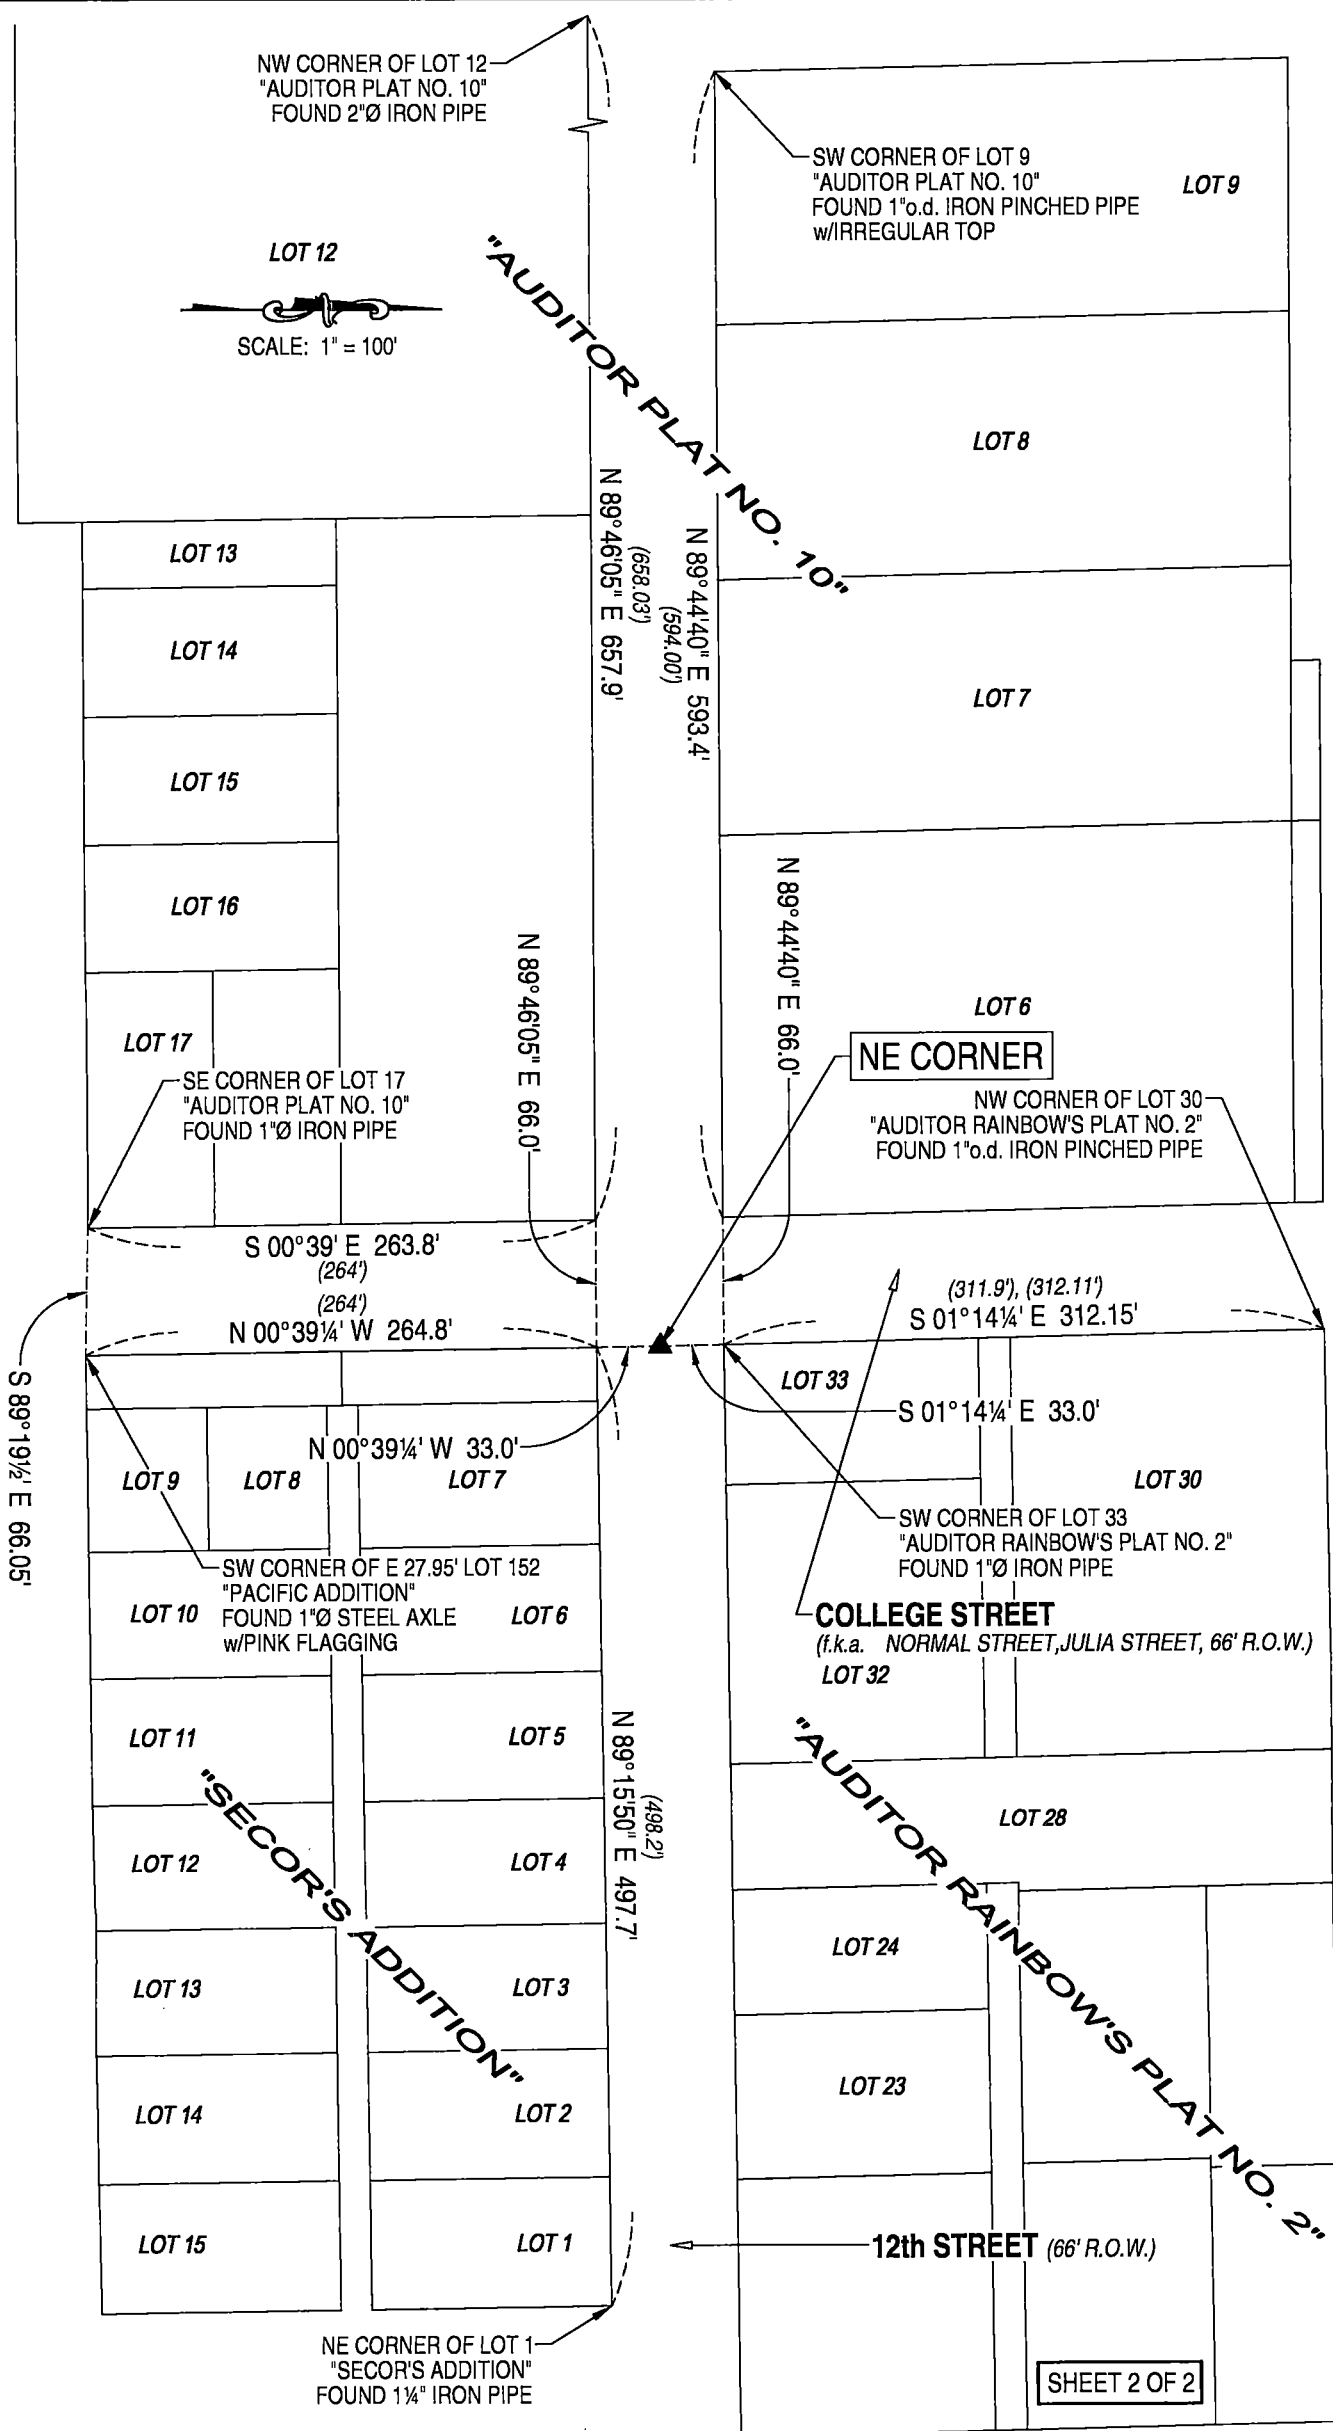 NW CORNER OF LOT 12
"AUDITOR PLAT NO. 10"
FOUND 2"Ø IRON PIPE
SW CORNER OF LOT 9
"AUDITOR PLAT NO. 10"
FOUND 1"o.d. IRON PINCHED PIPE
w/IRREGULAR TOP
LOT 9
LOT 12
SCALE: 1" = 100'
"AUDITOR PLAT NO. 10"
LOT 8
N 89°46'05" E 657.9'
(658.03')
N 89°44'40" E 593.4'
(594.00')
LOT 13
LOT 14
LOT 7
LOT 15
LOT 16
N 89°46'05" E 66.0'
N 89°44'40" E 66.0'
LOT 6
LOT 17
NE CORNER
SE CORNER OF LOT 17
"AUDITOR PLAT NO. 10"
FOUND 1"Ø IRON PIPE
NW CORNER OF LOT 30
"AUDITOR RAINBOW'S PLAT NO. 2"
FOUND 1"o.d. IRON PINCHED PIPE
S 00°39' E 263.8'
(264')
(264')
N 00°39¼' W 264.8'
(311.9'), (312.11')
S 01°14¼' E 312.15'
S 89°19½' E 66.05'
LOT 33
S 01°14¼' E 33.0'
N 00°39¼' W 33.0'
LOT 9
LOT 8
LOT 7
LOT 30
SW CORNER OF LOT 33
"AUDITOR RAINBOW'S PLAT NO. 2"
FOUND 1"Ø IRON PIPE
SW CORNER OF E 27.95' LOT 152
"PACIFIC ADDITION"
FOUND 1"Ø STEEL AXLE
w/PINK FLAGGING
LOT 10
LOT 6
COLLEGE STREET
(f.k.a. NORMAL STREET,JULIA STREET, 66' R.O.W.)
LOT 32
LOT 11
LOT 5
N 89°15'50" E 497.7'
(498.2')
"SECOR'S ADDITION"
"AUDITOR RAINBOW'S PLAT NO. 2"
LOT 28
LOT 12
LOT 4
LOT 24
LOT 13
LOT 3
LOT 23
LOT 14
LOT 2
LOT 15
LOT 1
12th STREET (66' R.O.W.)
NE CORNER OF LOT 1
"SECOR'S ADDITION"
FOUND 1¼" IRON PIPE
SHEET 2 OF 2